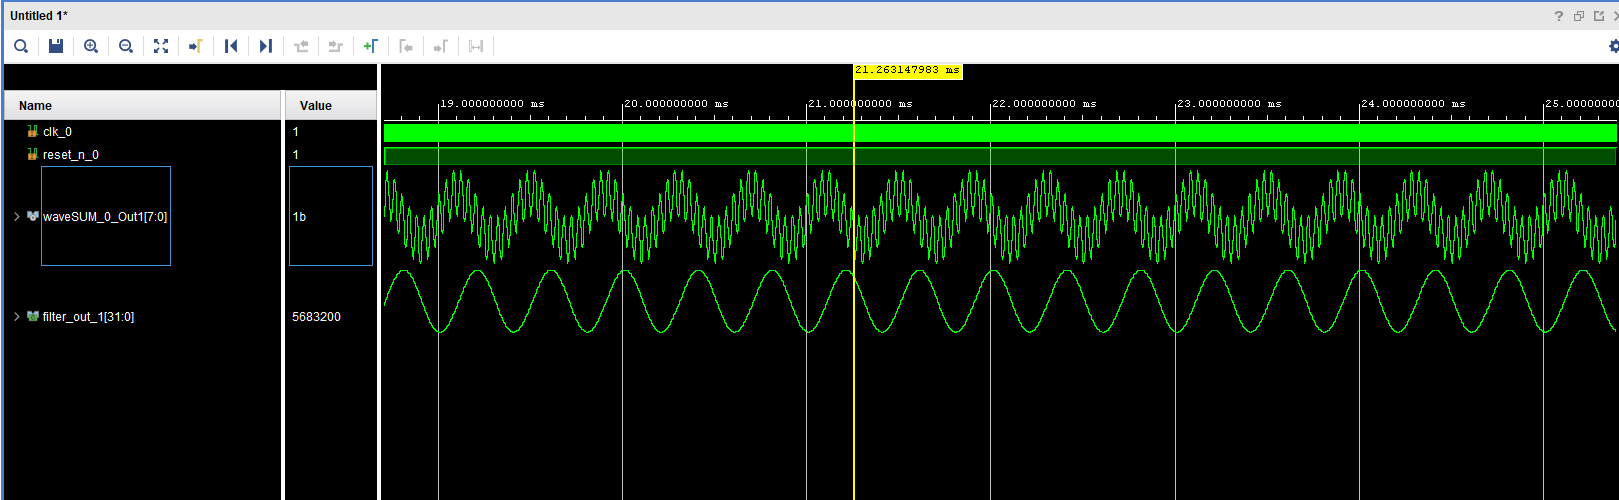 Untitled 1*
?
21.263147983 ms
Name Value
19.000000000 ms 20.000000000 ms 21.000000000 ms 22.000000000 ms 23.000000000 ms 24.000000000 ms 25.0000000
clk_0 1
reset_n_0 1
waveSUM_0_Out1[7:0] 1b
filter_out_1[31:0] 5683200